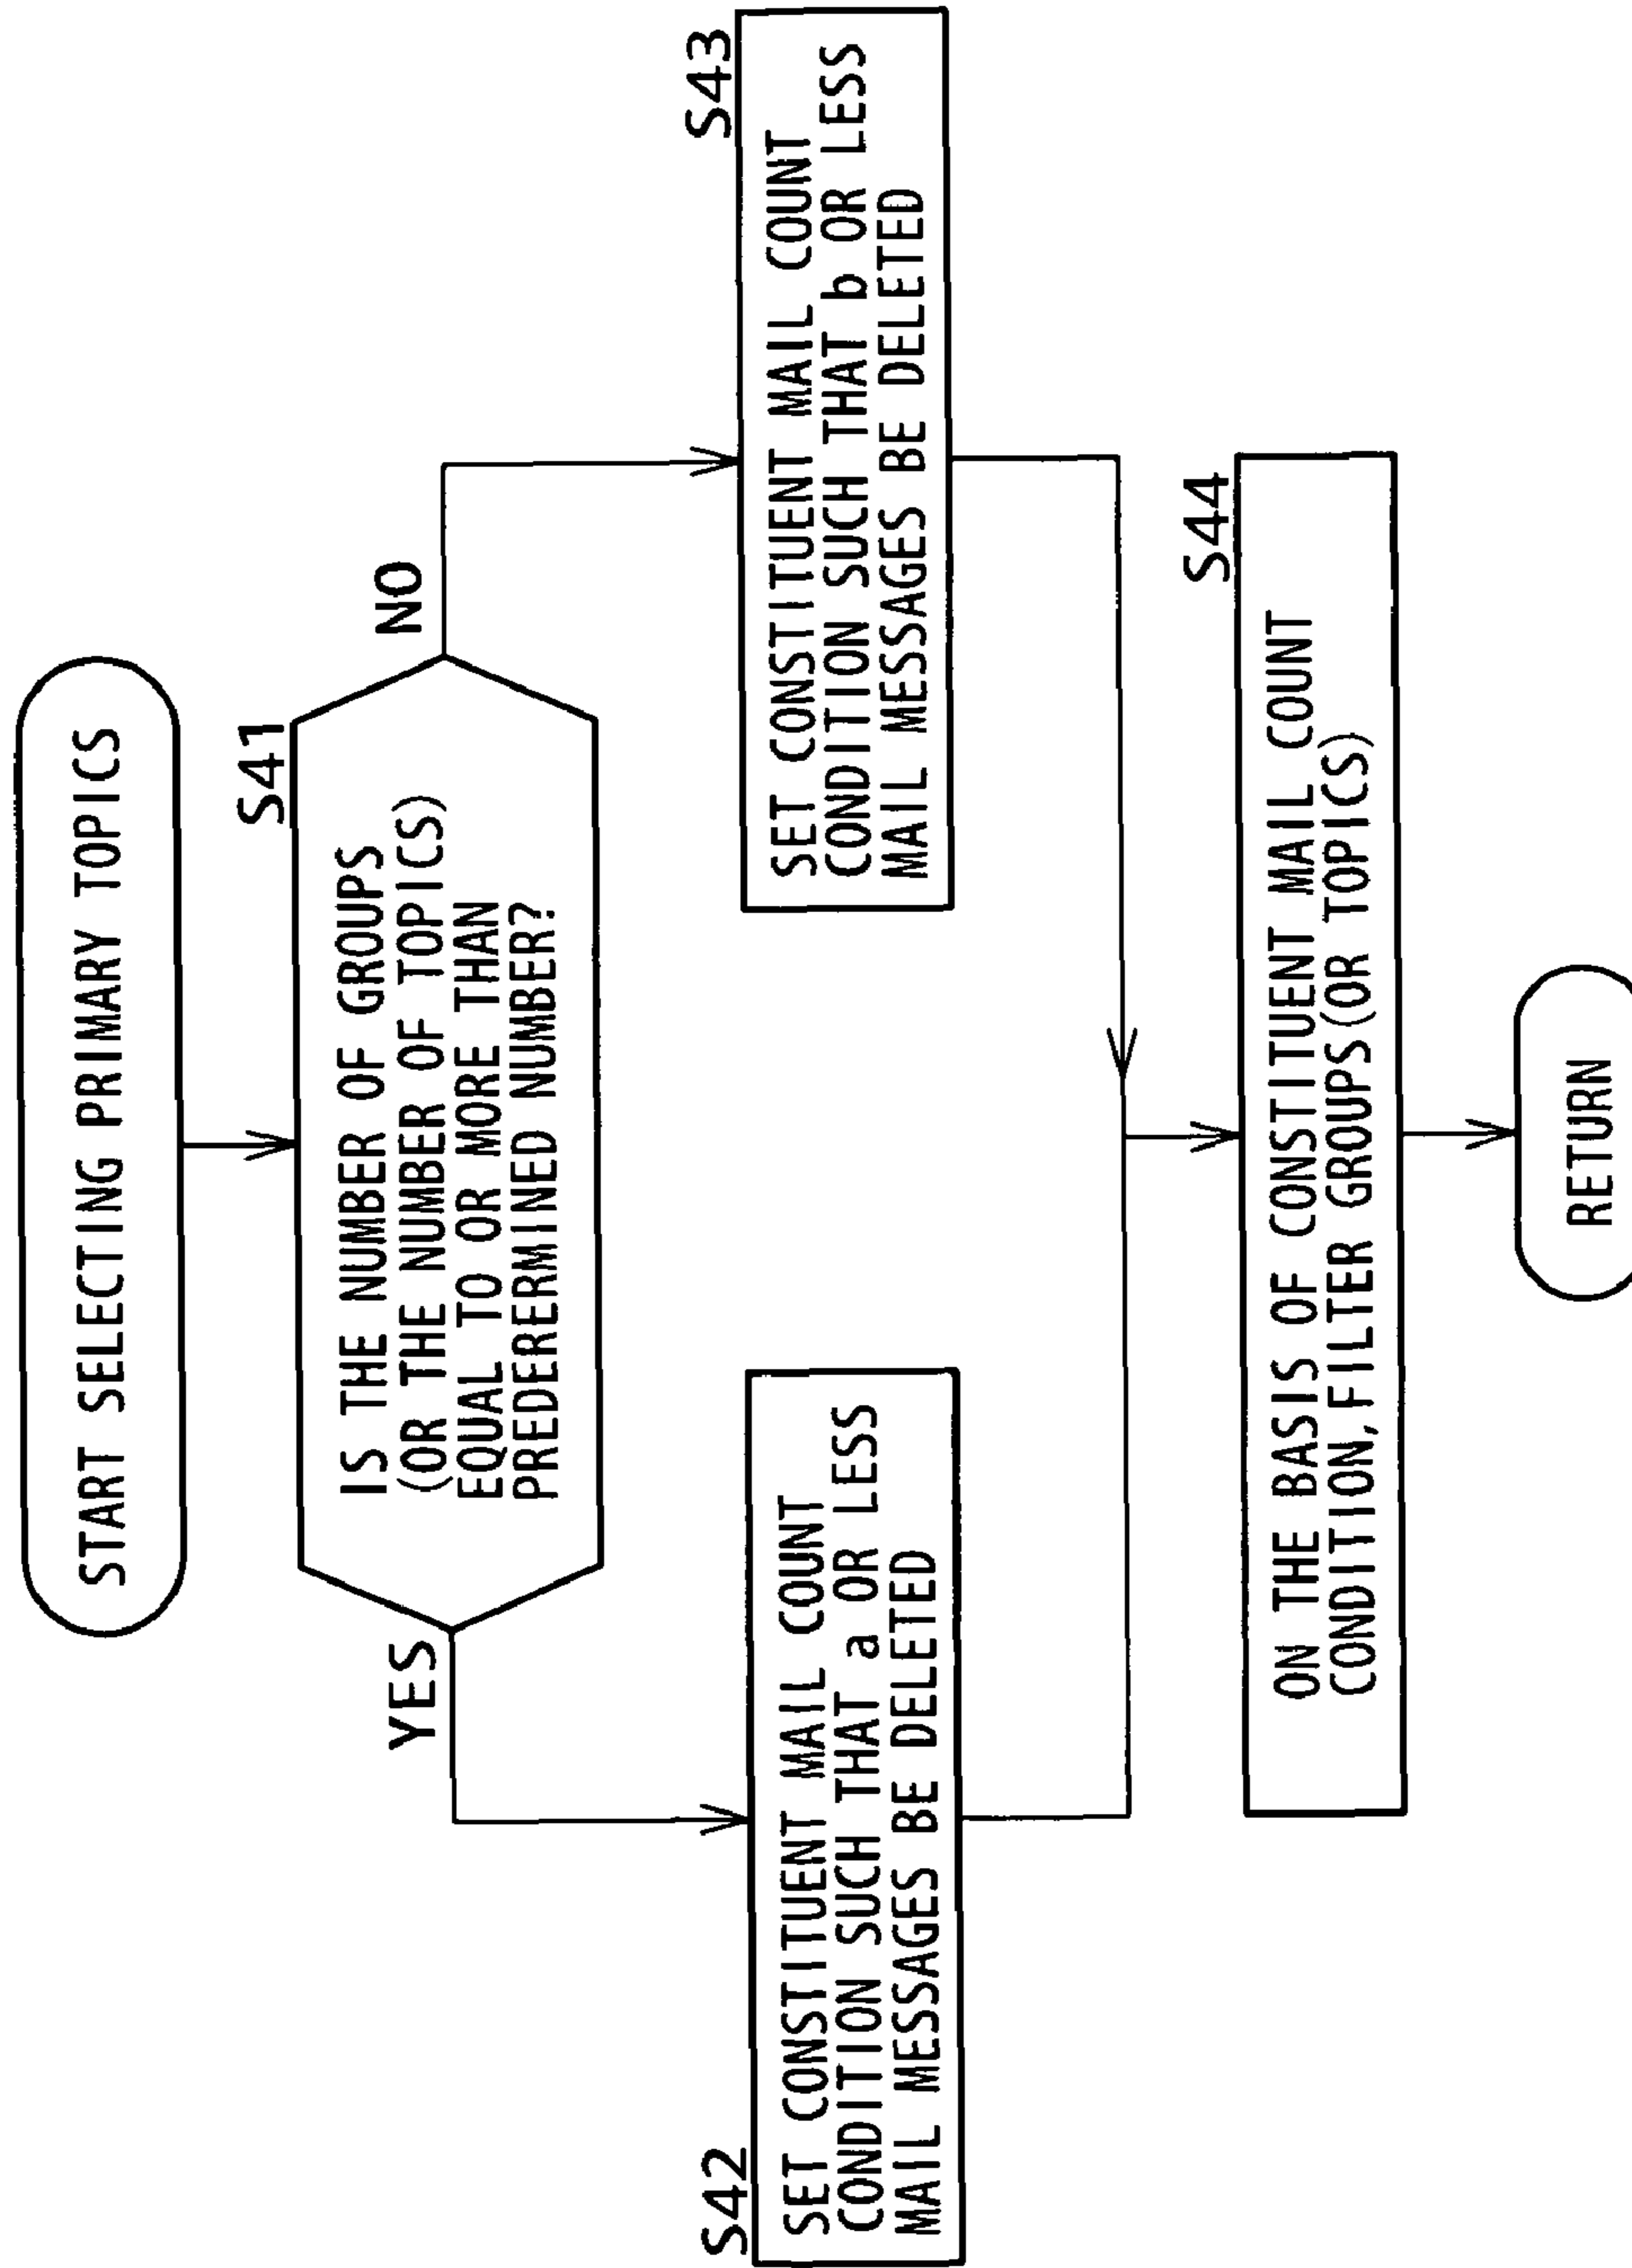 START SELECTING PRIMARY TOPICS
S41
IS THE NUMBER OF GROUPS
(OR THE NUMBER OF TOPICS)
EQUAL TO OR MORE THAN
PREDERERMINED NUMBER?
YES
NO
S42
SET CONSTITUENT MAIL COUNT
CONDITION SUCH THAT a OR LESS
MAIL MESSAGES BE DELETED
S43
SET CONSTITUENT MAIL COUNT
CONDITION SUCH THAT b OR LESS
MAIL MESSAGES BE DELETED
S44
ON THE BASIS OF CONSTITUENT MAIL COUNT
CONDITION,FILTER GROUPS(OR TOPICS)
RETURN